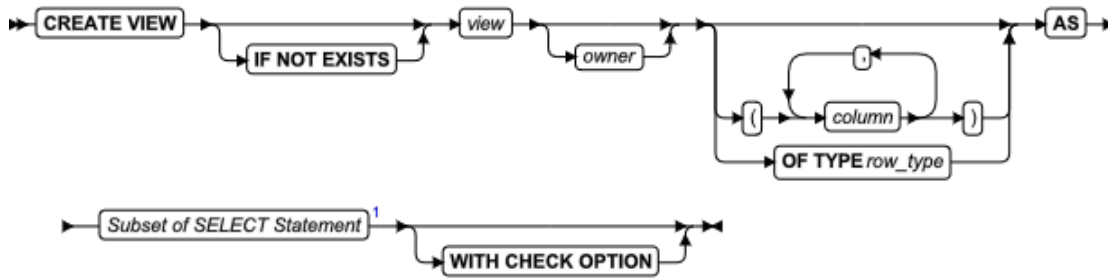 CREATE VIEW view AS
IF NOT EXISTS owner ,
( column )
OF TYPE row_type
Subset of SELECT Statement 1
WITH CHECK OPTION